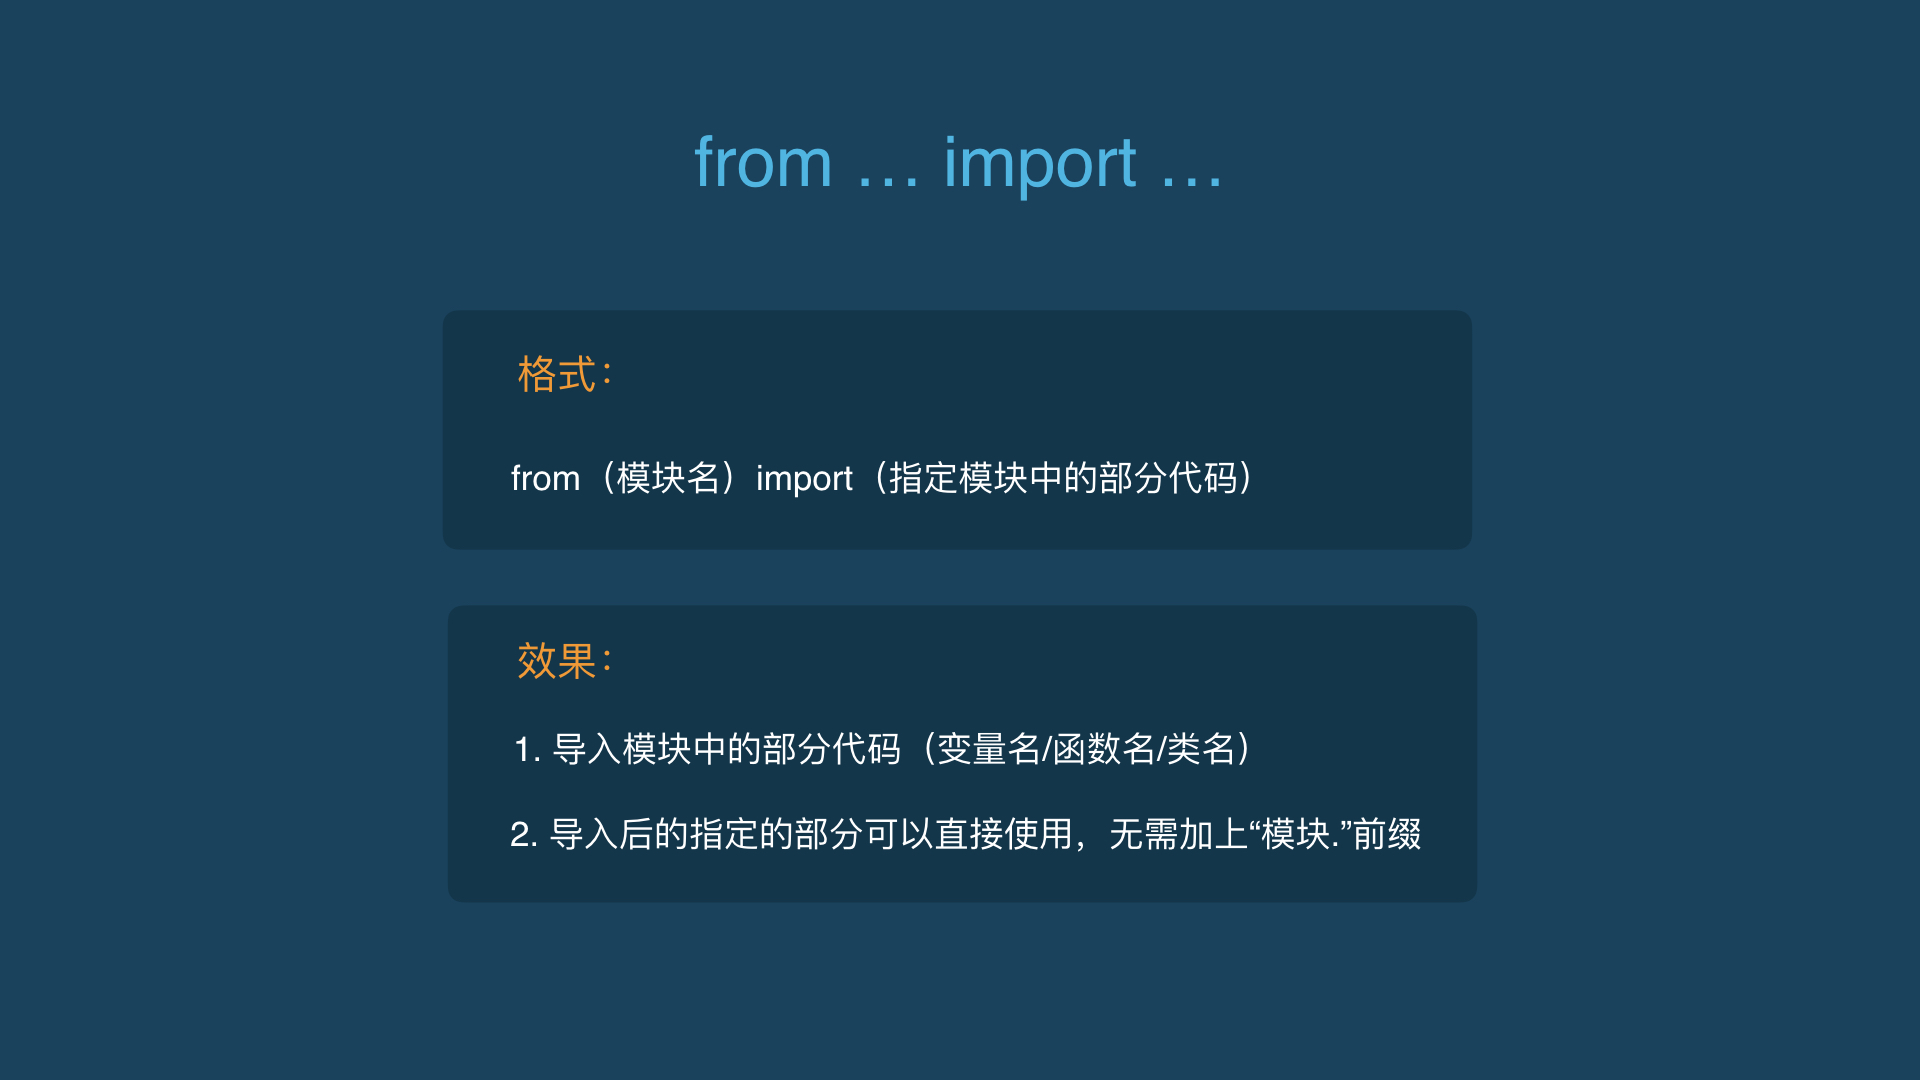 from … import …
格式：
from（模块名）import（指定模块中的部分代码）
效果：
1. 导入模块中的部分代码（变量名/函数名/类名）
2. 导入后的指定的部分可以直接使用，无需加上“模块.”前缀